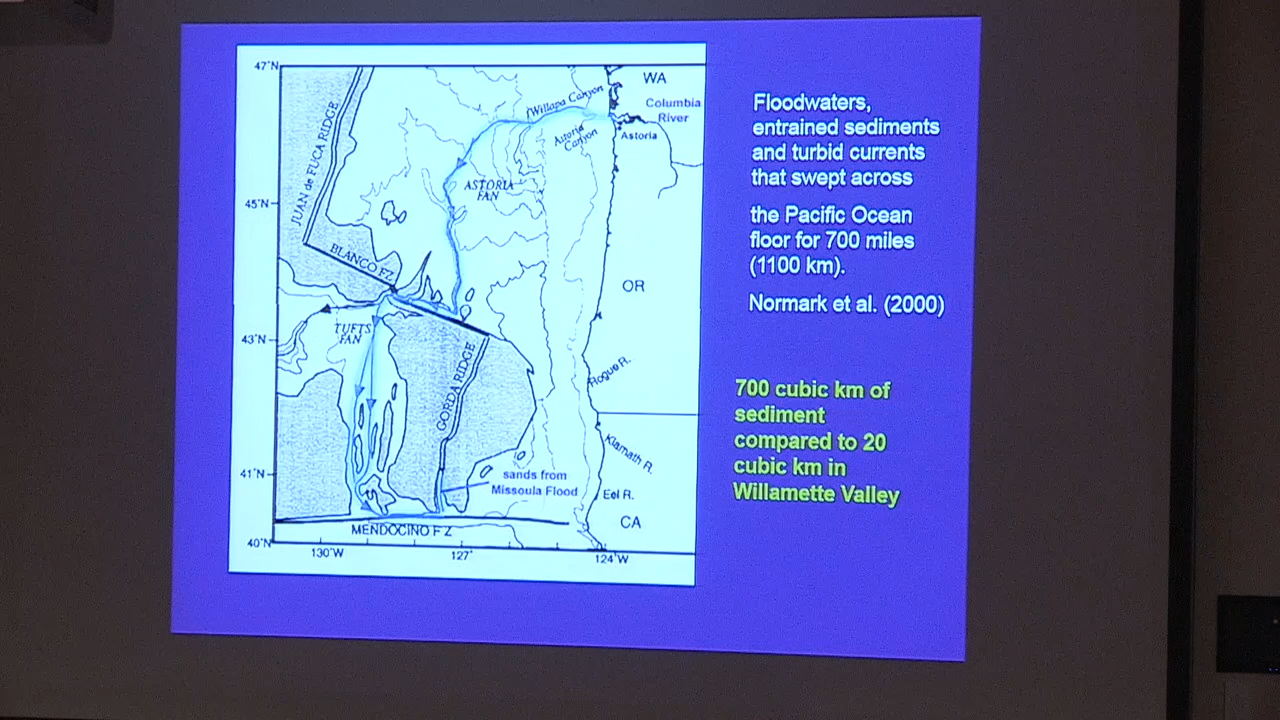 47°N
WA
Willapa Canyon
Columbia
River
Astoria
Canyon
Astoria
JUAN de FUCA RIDGE
ASTORIA
FAN
45°N
BLANCO FZ
OR
TUFTS
FAN
43°N
GORDA RIDGE
Rogue R.
Klamath R.
41°N
sands from
Missoula Flood
Eel R.
CA
MENDOCINO F Z
40°N
130°W
127°
124°W
Floodwaters,
entrained sediments
and turbid currents
that swept across
the Pacific Ocean
floor for 700 miles
(1100 km).
Normark et al. (2000)
700 cubic km of
sediment
compared to 20
cubic km in
Willamette Valley